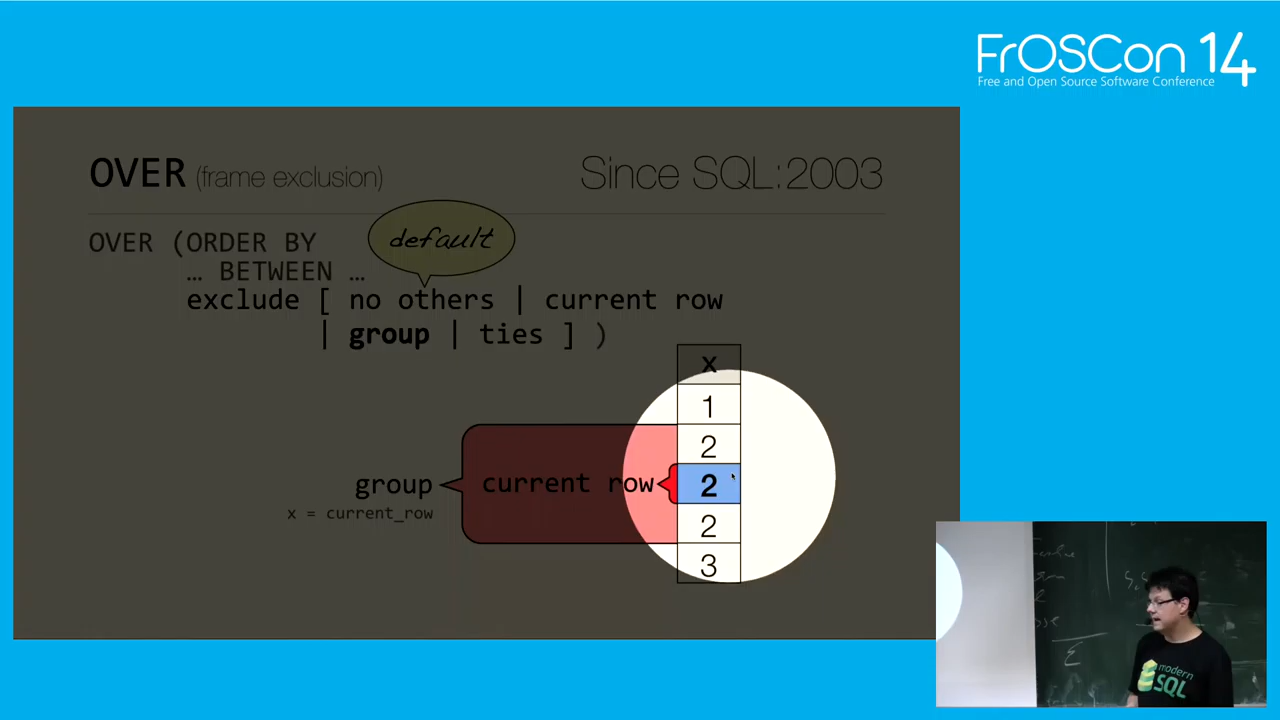 FrOSCon 14
Free and Open Source Software Conference
OVER (frame exclusion)
Since SQL:2003
default
OVER (ORDER BY
… BETWEEN …
exclude [ no others | current row
| group | ties ] )
x
1
2
2
2
3
group
current row
x = current_row
modern
SQL